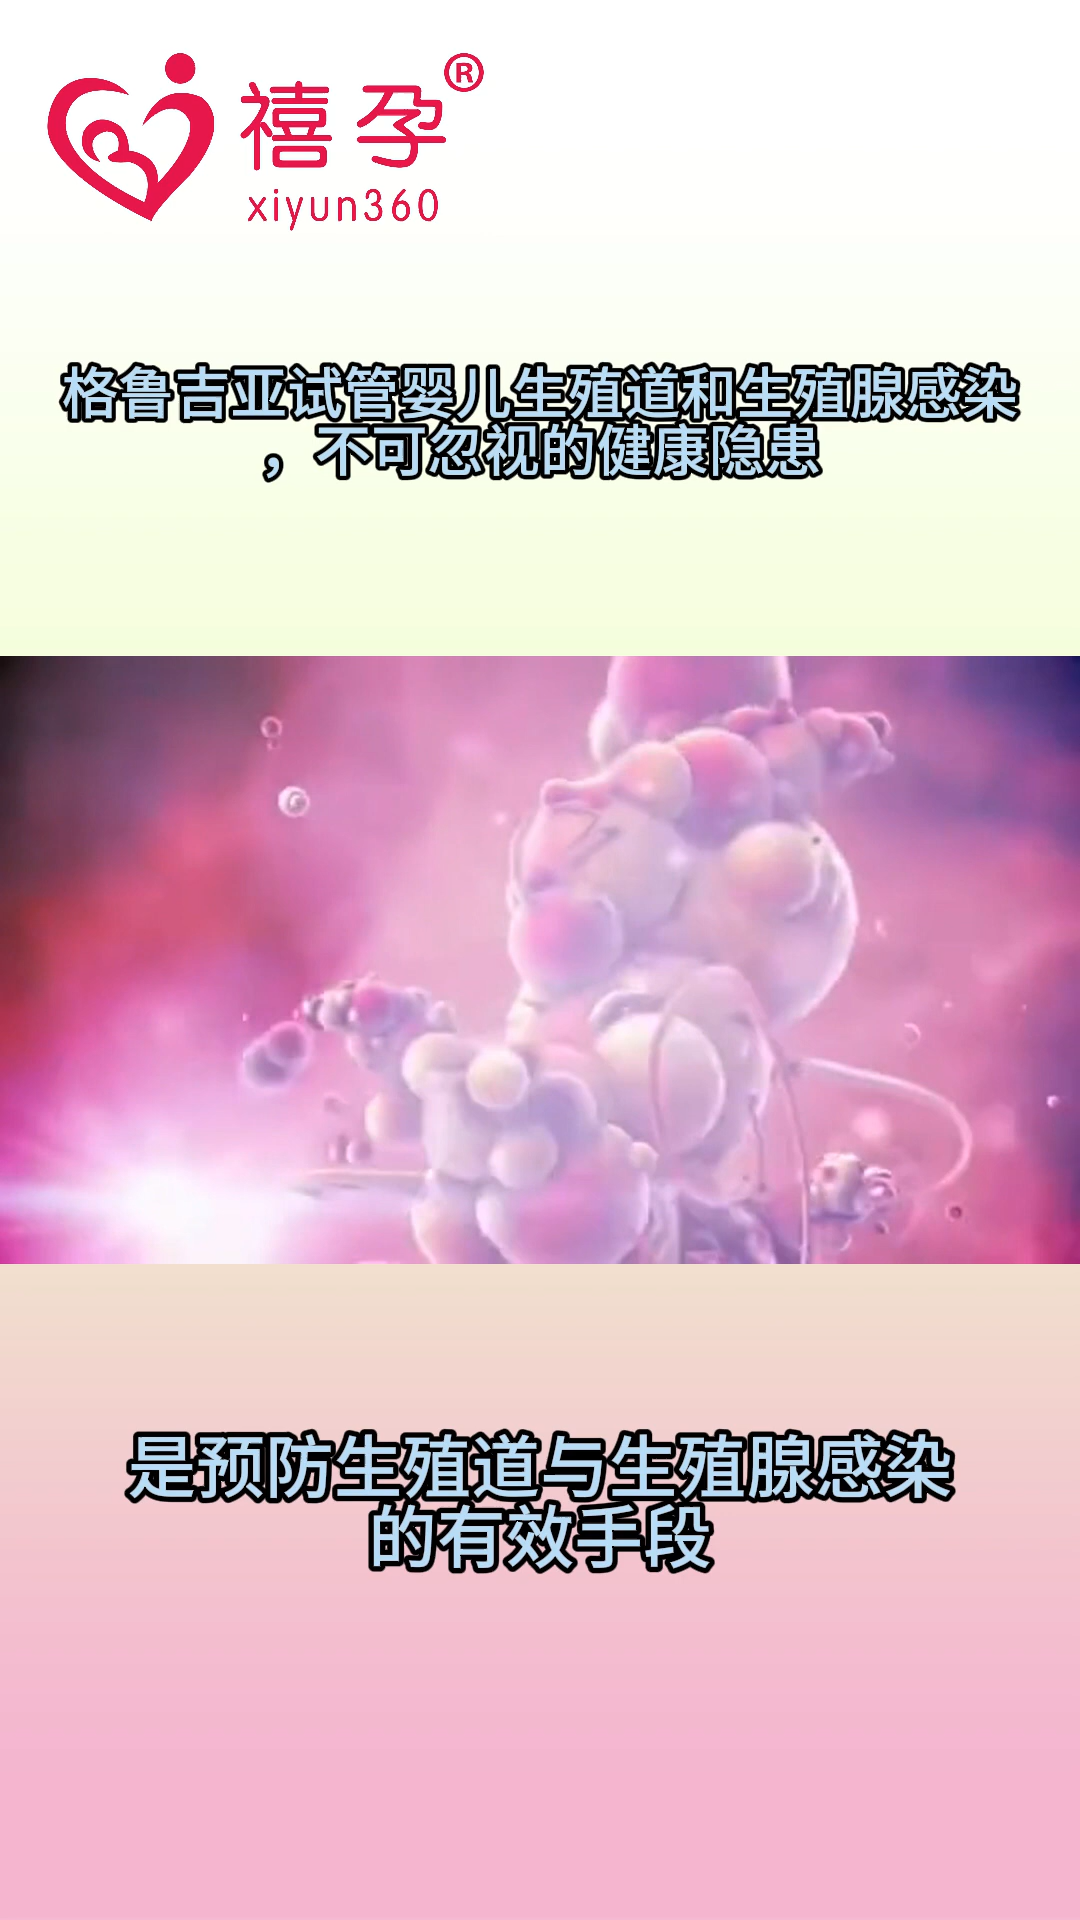 禧孕®
xiyun360
格鲁吉亚试管婴儿生殖道和生殖腺感染
，不可忽视的健康隐患
是预防生殖道与生殖腺感染
的有效手段